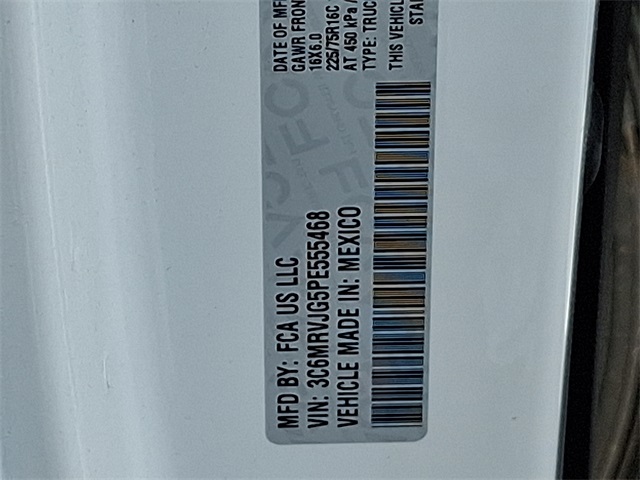 MFD BY: FCA US LLC
DATE OF MF
GAWR FRON
16X6.0
225/75R16C
AT 450 kPa /
TYPE: TRUC
VIN: 3C6MRVJG5PE555468
VEHICLE MADE IN: MEXICO
THIS VEHICLE
STA